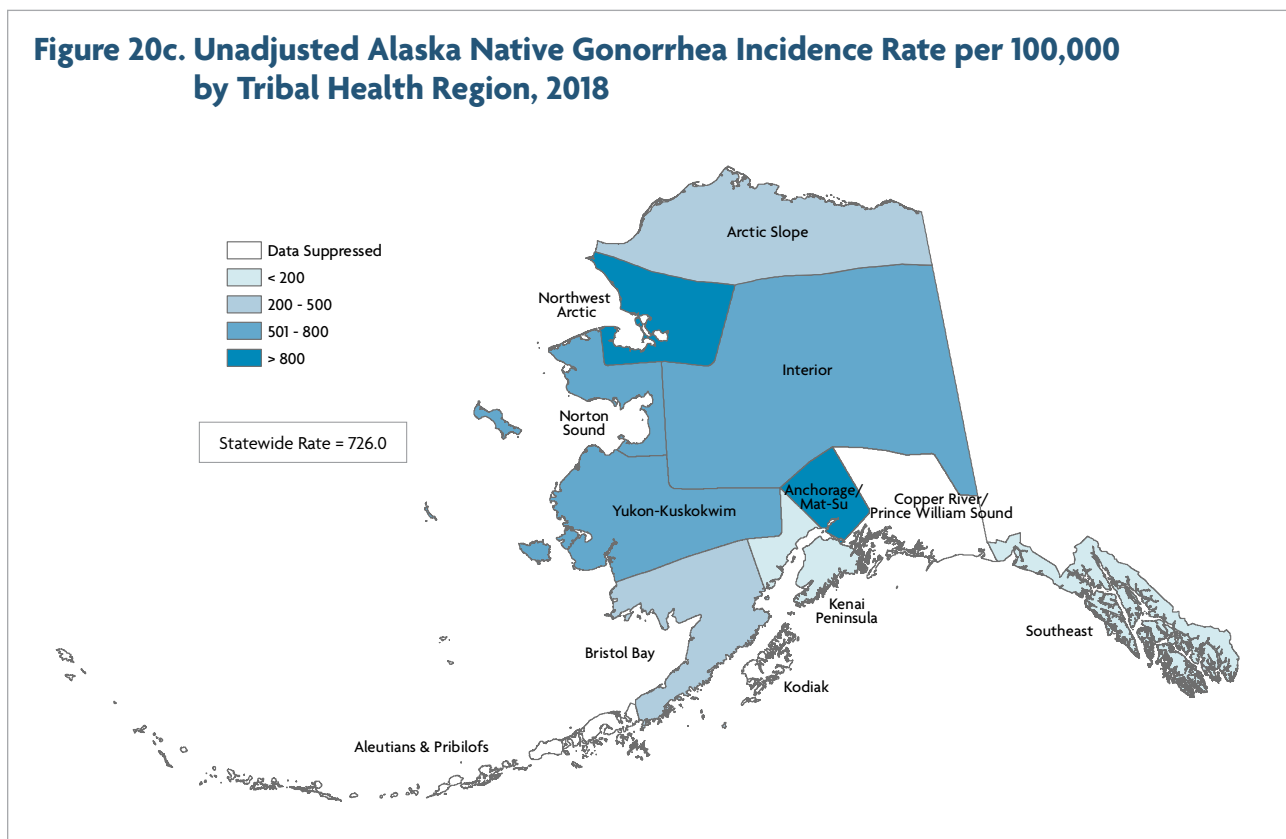 Figure 20c. Unadjusted Alaska Native Gonorrhea Incidence Rate per 100,000
by Tribal Health Region, 2018
Arctic Slope
Data Suppressed
< 200
200 - 500
501 - 800
> 800
Northwest
Arctic
Interior
Norton
Sound
Statewide Rate = 726.0
Anchorage/
Mat-Su
Copper River/
Prince William Sound
Yukon-Kuskokwim
Kenai
Peninsula
Southeast
Bristol Bay
Kodiak
Aleutians & Pribilofs